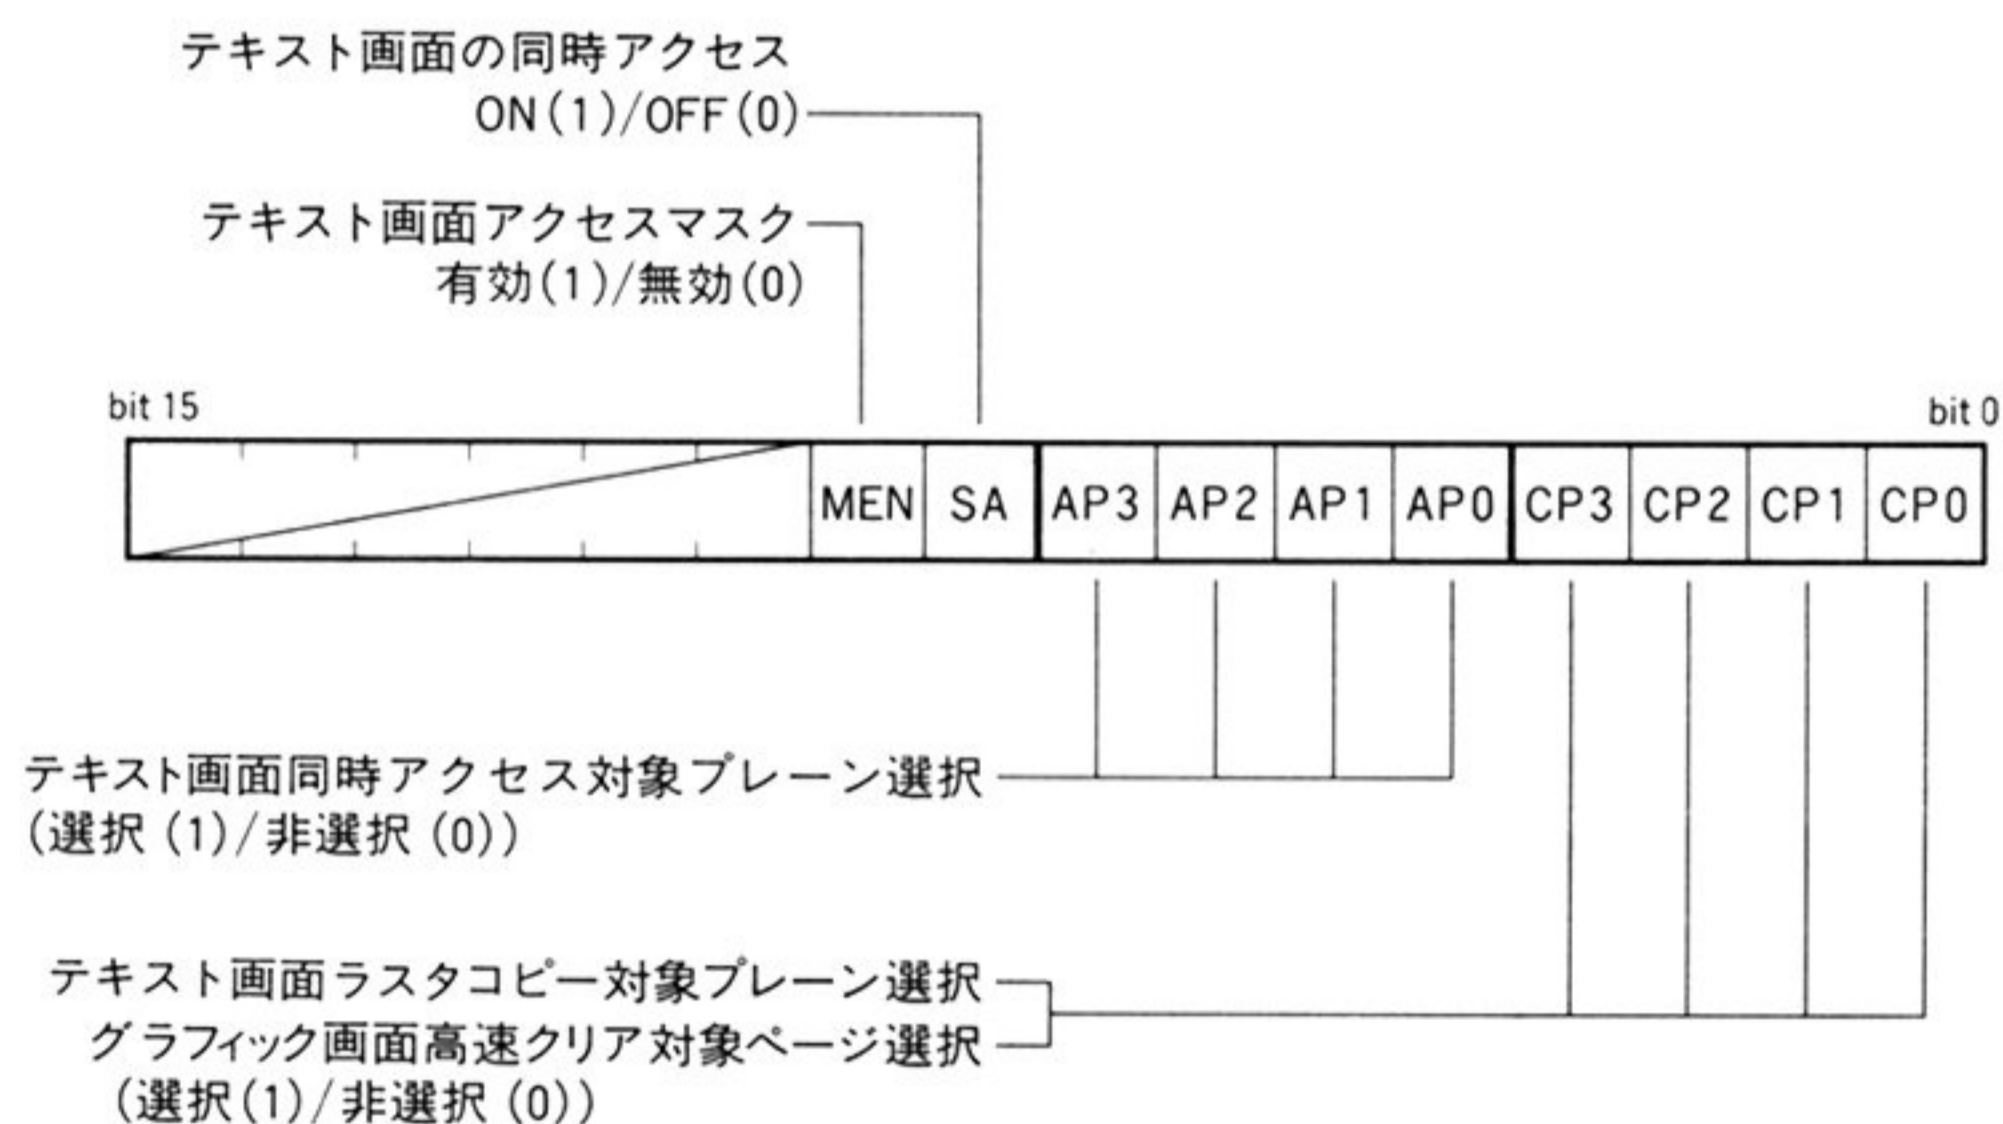 テキスト画面の同時アクセス
ON(1)/OFF(0)
テキスト画面アクセスマスク
有効(1)/無効(0)
bit 15
bit 0
MEN SA AP3 AP2 AP1 AP0 CP3 CP2 CP1 CP0
テキスト画面同時アクセス対象プレーン選択
(選択(1)/非選択(0))
テキスト画面ラスタコピー対象プレーン選択
グラフィック画面高速クリア対象ページ選択
(選択(1)/非選択(0))